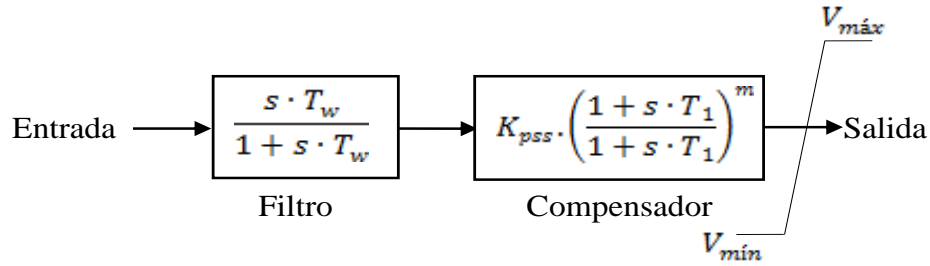 V_máx
Entrada
s · T_w
1 + s · T_w
K_pss.(1 + s · T_1
1 + s · T_1)^m
Salida
Filtro
Compensador
V_mín